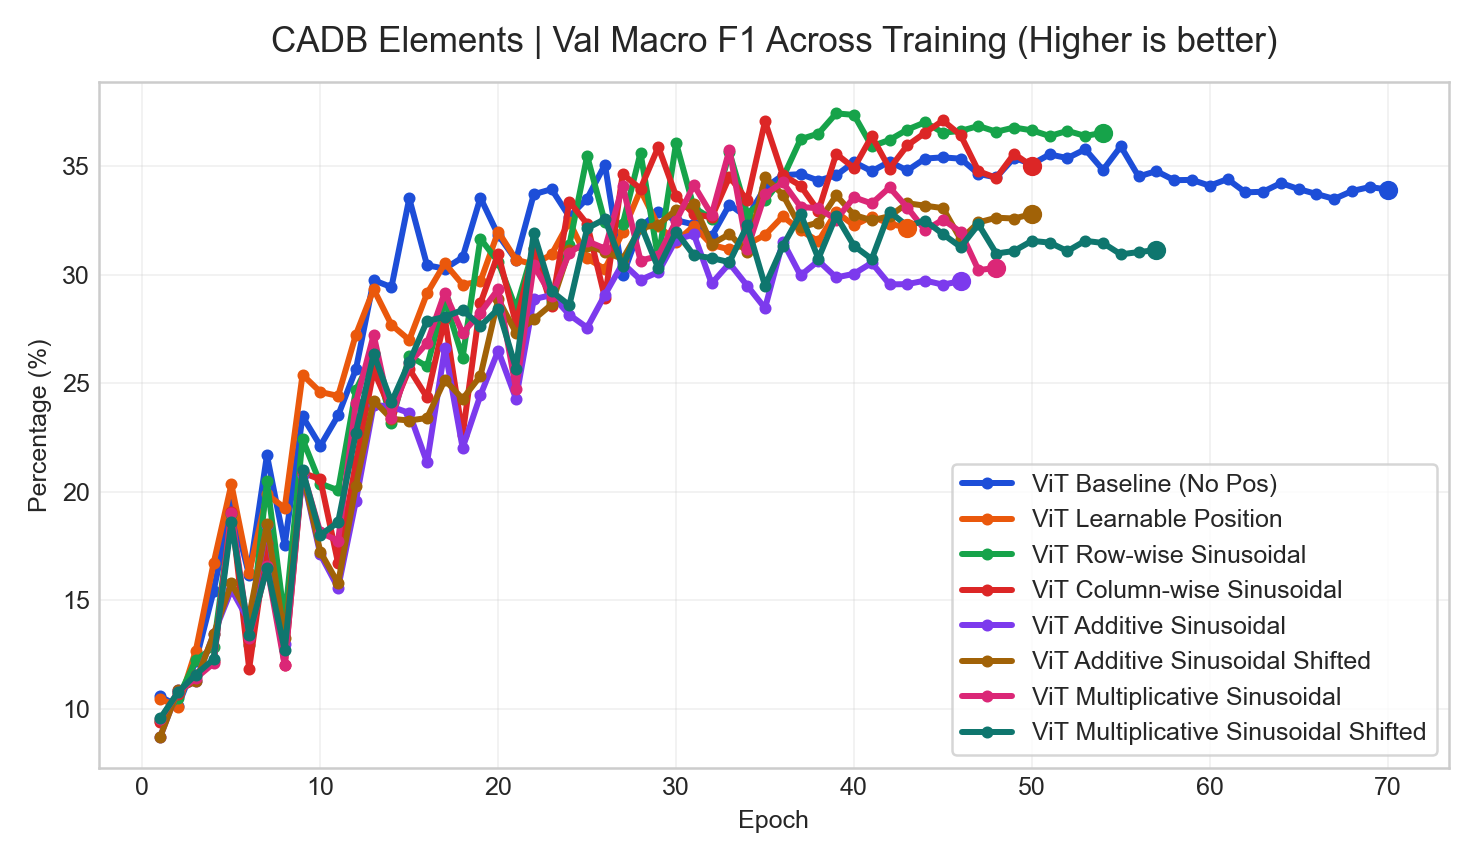 CADB Elements | Val Macro F1 Across Training (Higher is better)
Percentage (%)
35
30
25
20
15
10
0 10 20 30 40 50 60 70
Epoch
ViT Baseline (No Pos)
ViT Learnable Position
ViT Row-wise Sinusoidal
ViT Column-wise Sinusoidal
ViT Additive Sinusoidal
ViT Additive Sinusoidal Shifted
ViT Multiplicative Sinusoidal
ViT Multiplicative Sinusoidal Shifted